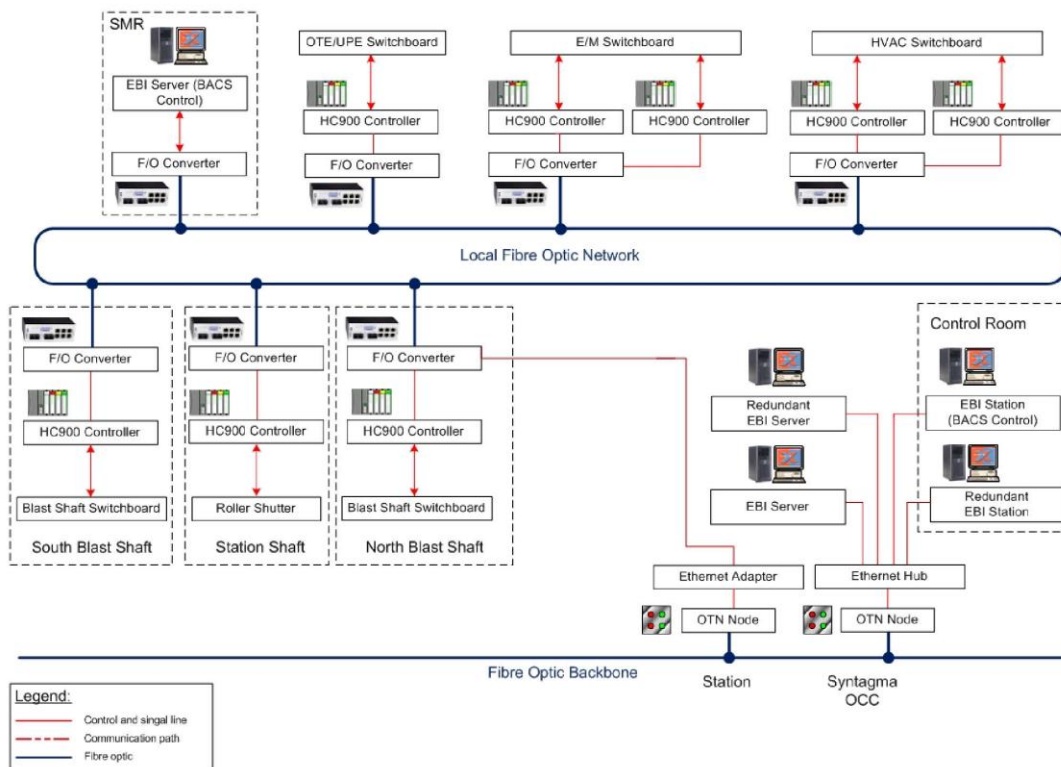 SMR
EBI Server (BACS
Control)
F/O Converter
OTE/UPE Switchboard
HC900 Controller
F/O Converter
E/M Switchboard
HC900 Controller
HC900 Controller
F/O Converter
HVAC Switchboard
HC900 Controller
HC900 Controller
F/O Converter
Local Fibre Optic Network
F/O Converter
HC900 Controller
Blast Shaft Switchboard
South Blast Shaft
F/O Converter
HC900 Controller
Roller Shutter
Station Shaft
F/O Converter
HC900 Controller
Blast Shaft Switchboard
North Blast Shaft
Control Room
Redundant
EBI Server
EBI Station
(BACS Control)
EBI Server
Redundant
EBI Station
Ethernet Adapter
Ethernet Hub
OTN Node
OTN Node
Fibre Optic Backbone
Station
Syntagma
OCC
Legend:
Control and singal line
Communication path
Fibre optic